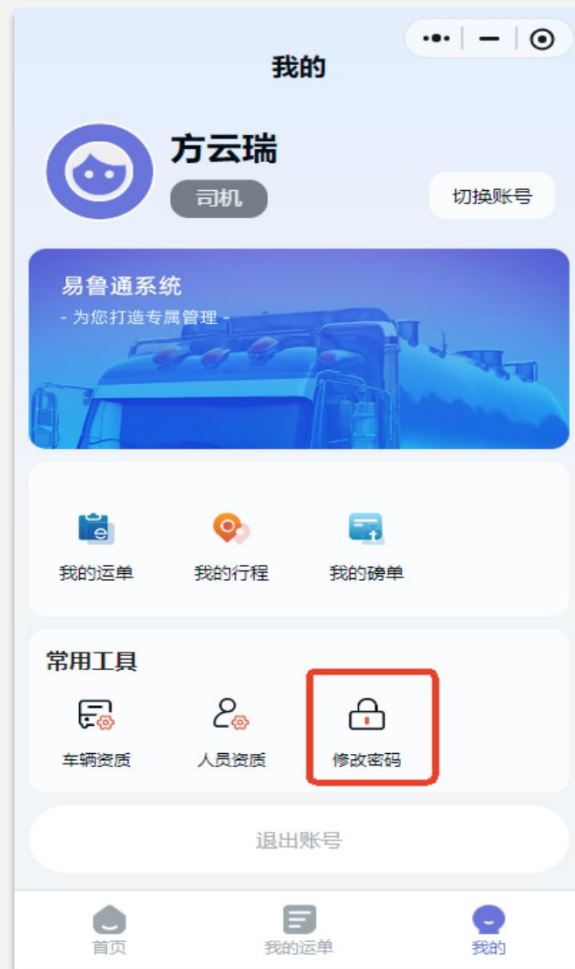 我的
方云瑞
司机
切换账号
易鲁通系统
- 为您打造专属管理 -
我的运单
我的行程
我的磅单
常用工具
车辆资质
人员资质
修改密码
退出账号
首页
我的运单
我的